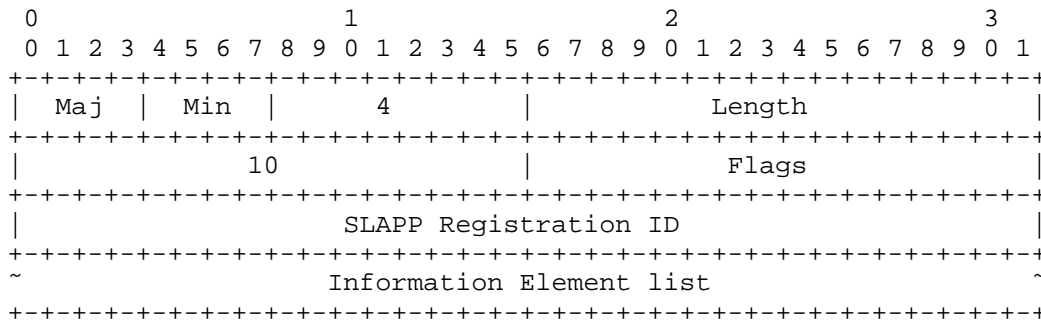 0                   1                   2                   3
 0 1 2 3 4 5 6 7 8 9 0 1 2 3 4 5 6 7 8 9 0 1 2 3 4 5 6 7 8 9 0 1
+-+-+-+-+-+-+-+-+-+-+-+-+-+-+-+-+-+-+-+-+-+-+-+-+-+-+-+-+-+-+-+-+
|  Maj  |  Min  |       4       |           Length              |
+-+-+-+-+-+-+-+-+-+-+-+-+-+-+-+-+-+-+-+-+-+-+-+-+-+-+-+-+-+-+-+-+
|              10               |            Flags              |
+-+-+-+-+-+-+-+-+-+-+-+-+-+-+-+-+-+-+-+-+-+-+-+-+-+-+-+-+-+-+-+-+
|                    SLAPP Registration ID                      |
+-+-+-+-+-+-+-+-+-+-+-+-+-+-+-+-+-+-+-+-+-+-+-+-+-+-+-+-+-+-+-+-+
~                   Information Element list                    ~
+-+-+-+-+-+-+-+-+-+-+-+-+-+-+-+-+-+-+-+-+-+-+-+-+-+-+-+-+-+-+-+-+